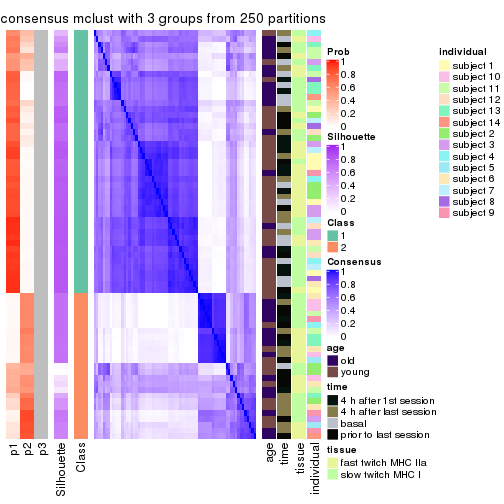 consensus mclust with 3 groups from 250 partitions
Prob
1
0.8
0.6
0.4
0.2
0
Silhouette
1
0.8
0.6
0.4
0.2
0
Class
1
2
Consensus
1
0.8
0.6
0.4
0.2
0
age
old
young
time
4 h after 1st session
4 h after last session
basal
prior to last session
tissue
fast twitch MHC IIa
slow twitch MHC I
individual
subject 1
subject 10
subject 11
subject 12
subject 13
subject 14
subject 2
subject 3
subject 4
subject 5
subject 6
subject 7
subject 8
subject 9
p1
p2
p3
Silhouette
Class
age
time
tissue
individual